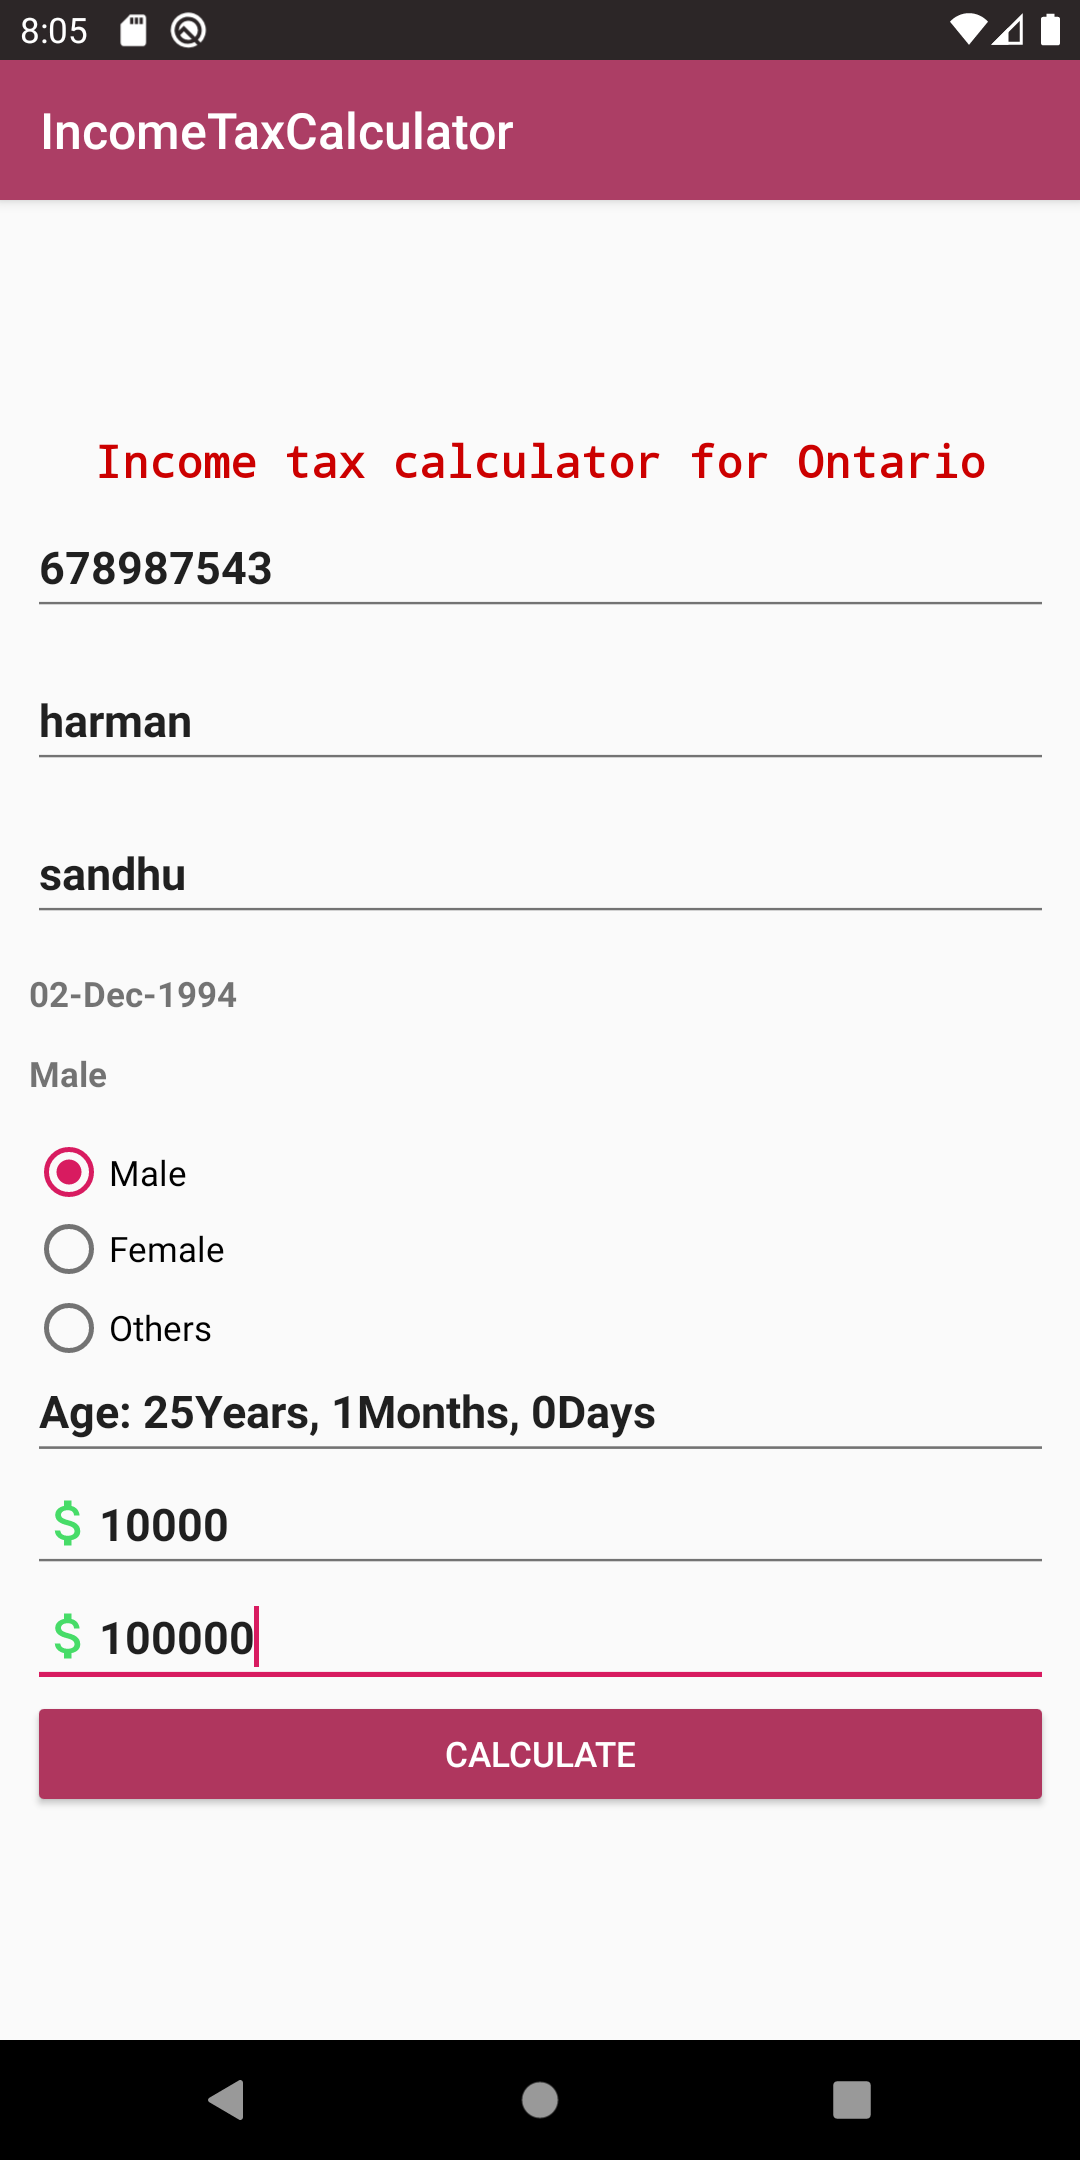 8:05
IncomeTaxCalculator
Income tax calculator for Ontario
678987543
harman
sandhu
02-Dec-1994
Male
Male
Female
Others
Age: 25Years, 1Months, 0Days
$ 10000
$ 100000
CALCULATE